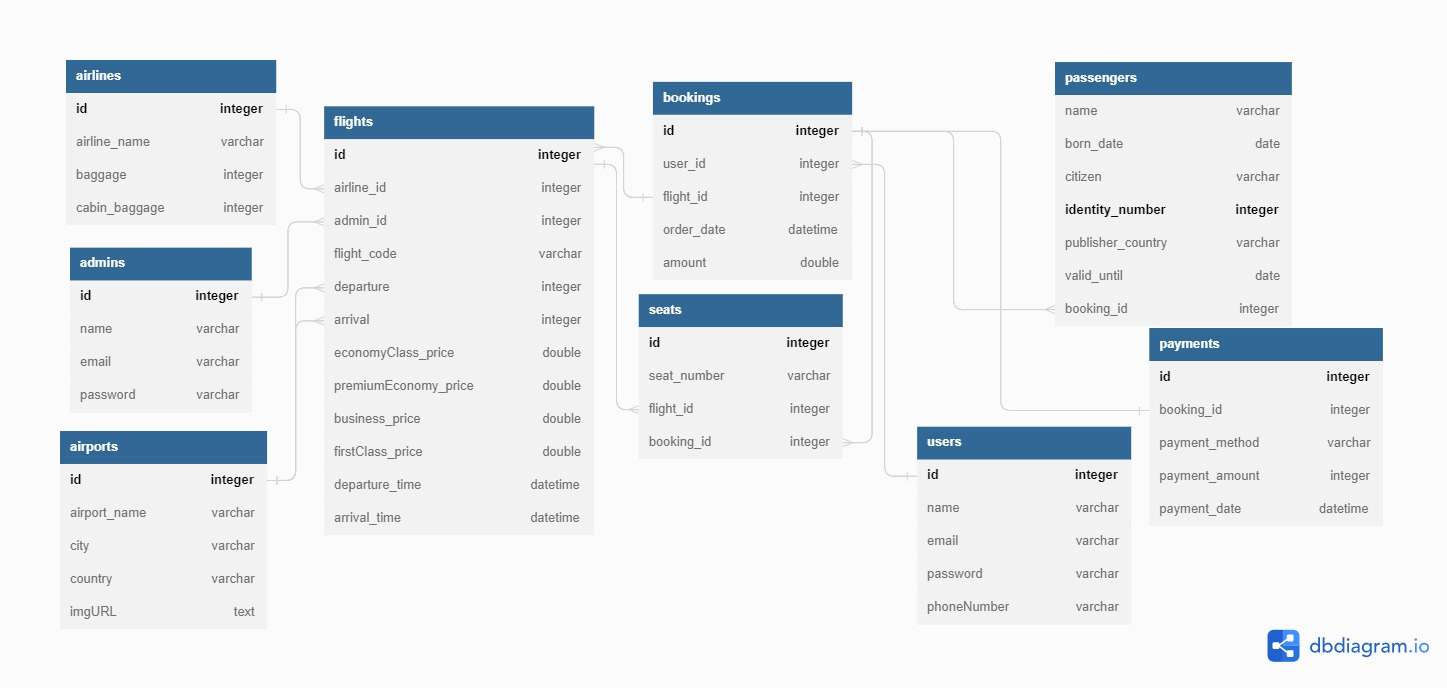 airlines
id integer
airline_name varchar
baggage integer
cabin_baggage integer
admins
id integer
name varchar
email varchar
password varchar
airports
id integer
airport_name varchar
city varchar
country varchar
imgURL text
flights
id integer
airline_id integer
admin_id integer
flight_code varchar
departure integer
arrival integer
economyClass_price double
premiumEconomy_price double
business_price double
firstClass_price double
departure_time datetime
arrival_time datetime
bookings
id integer
user_id integer
flight_id integer
order_date datetime
amount double
seats
id integer
seat_number varchar
flight_id integer
booking_id integer
passengers
name varchar
born_date date
citizen varchar
identity_number integer
publisher_country varchar
valid_until date
booking_id integer
payments
id integer
booking_id integer
payment_method varchar
payment_amount integer
payment_date datetime
users
id integer
name varchar
email varchar
password varchar
phoneNumber varchar
dbdiagram.io